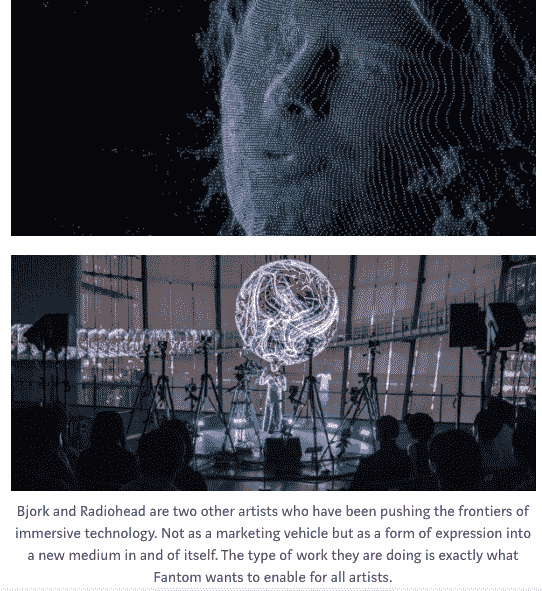 Bjork and Radiohead are two other artists who have been pushing the frontiers of
immersive technology. Not as a marketing vehicle but as a form of expression into
a new medium in and of itself. The type of work they are doing is exactly what
Fantom wants to enable for all artists.